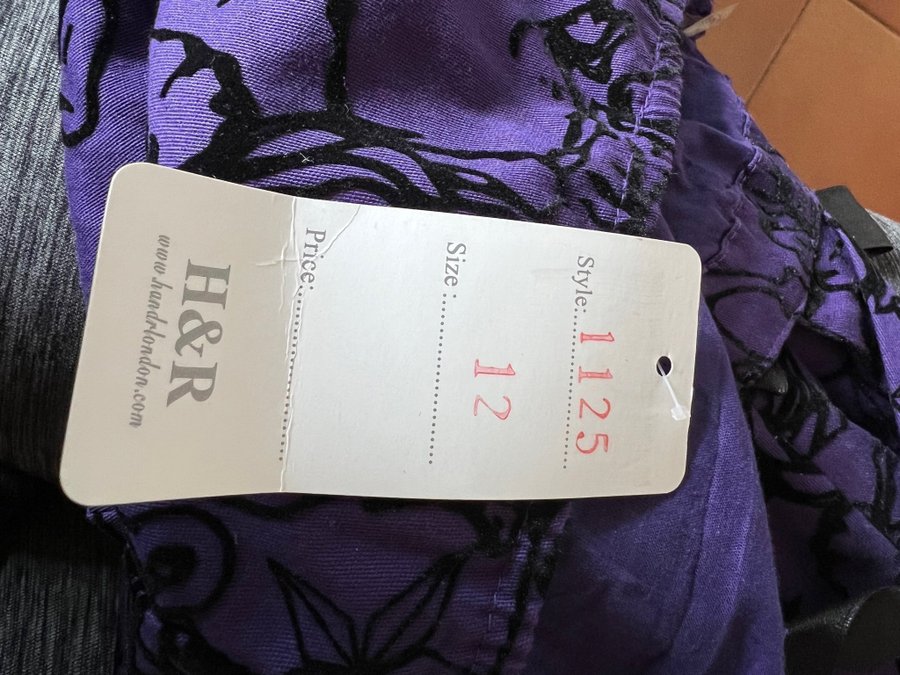 Style: 1125
Size: 12
Price:
H&R
www.handrlondon.com